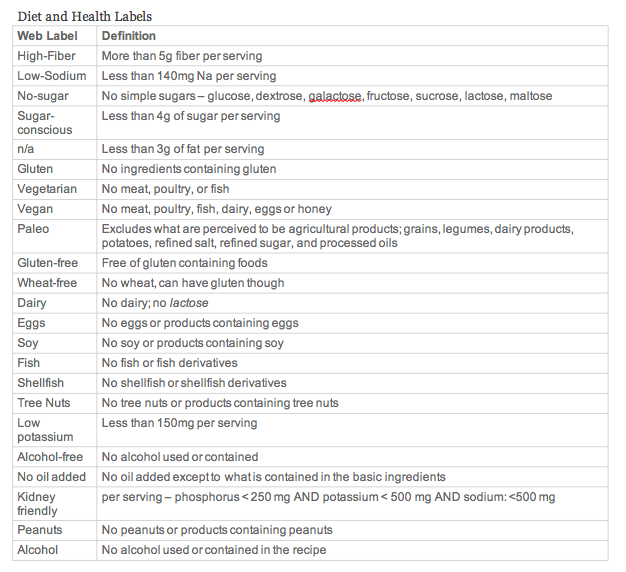 Diet and Health Labels
Web Label Definition
High-Fiber More than 5g fiber per serving
Low-Sodium Less than 140mg Na per serving
No-sugar No simple sugars – glucose, dextrose, galactose, fructose, sucrose, lactose, maltose
Sugar-conscious Less than 4g of sugar per serving
n/a Less than 3g of fat per serving
Gluten No ingredients containing gluten
Vegetarian No meat, poultry, or fish
Vegan No meat, poultry, fish, dairy, eggs or honey
Paleo Excludes what are perceived to be agricultural products; grains, legumes, dairy products,
potatoes, refined salt, refined sugar, and processed oils
Gluten-free Free of gluten containing foods
Wheat-free No wheat, can have gluten though
Dairy No dairy; no lactose
Eggs No eggs or products containing eggs
Soy No soy or products containing soy
Fish No fish or fish derivatives
Shellfish No shellfish or shellfish derivatives
Tree Nuts No tree nuts or products containing tree nuts
Low potassium Less than 150mg per serving
Alcohol-free No alcohol used or contained
No oil added No oil added except to what is contained in the basic ingredients
Kidney friendly per serving – phosphorus < 250 mg AND potassium < 500 mg AND sodium: <500 mg
Peanuts No peanuts or products containing peanuts
Alcohol No alcohol used or contained in the recipe